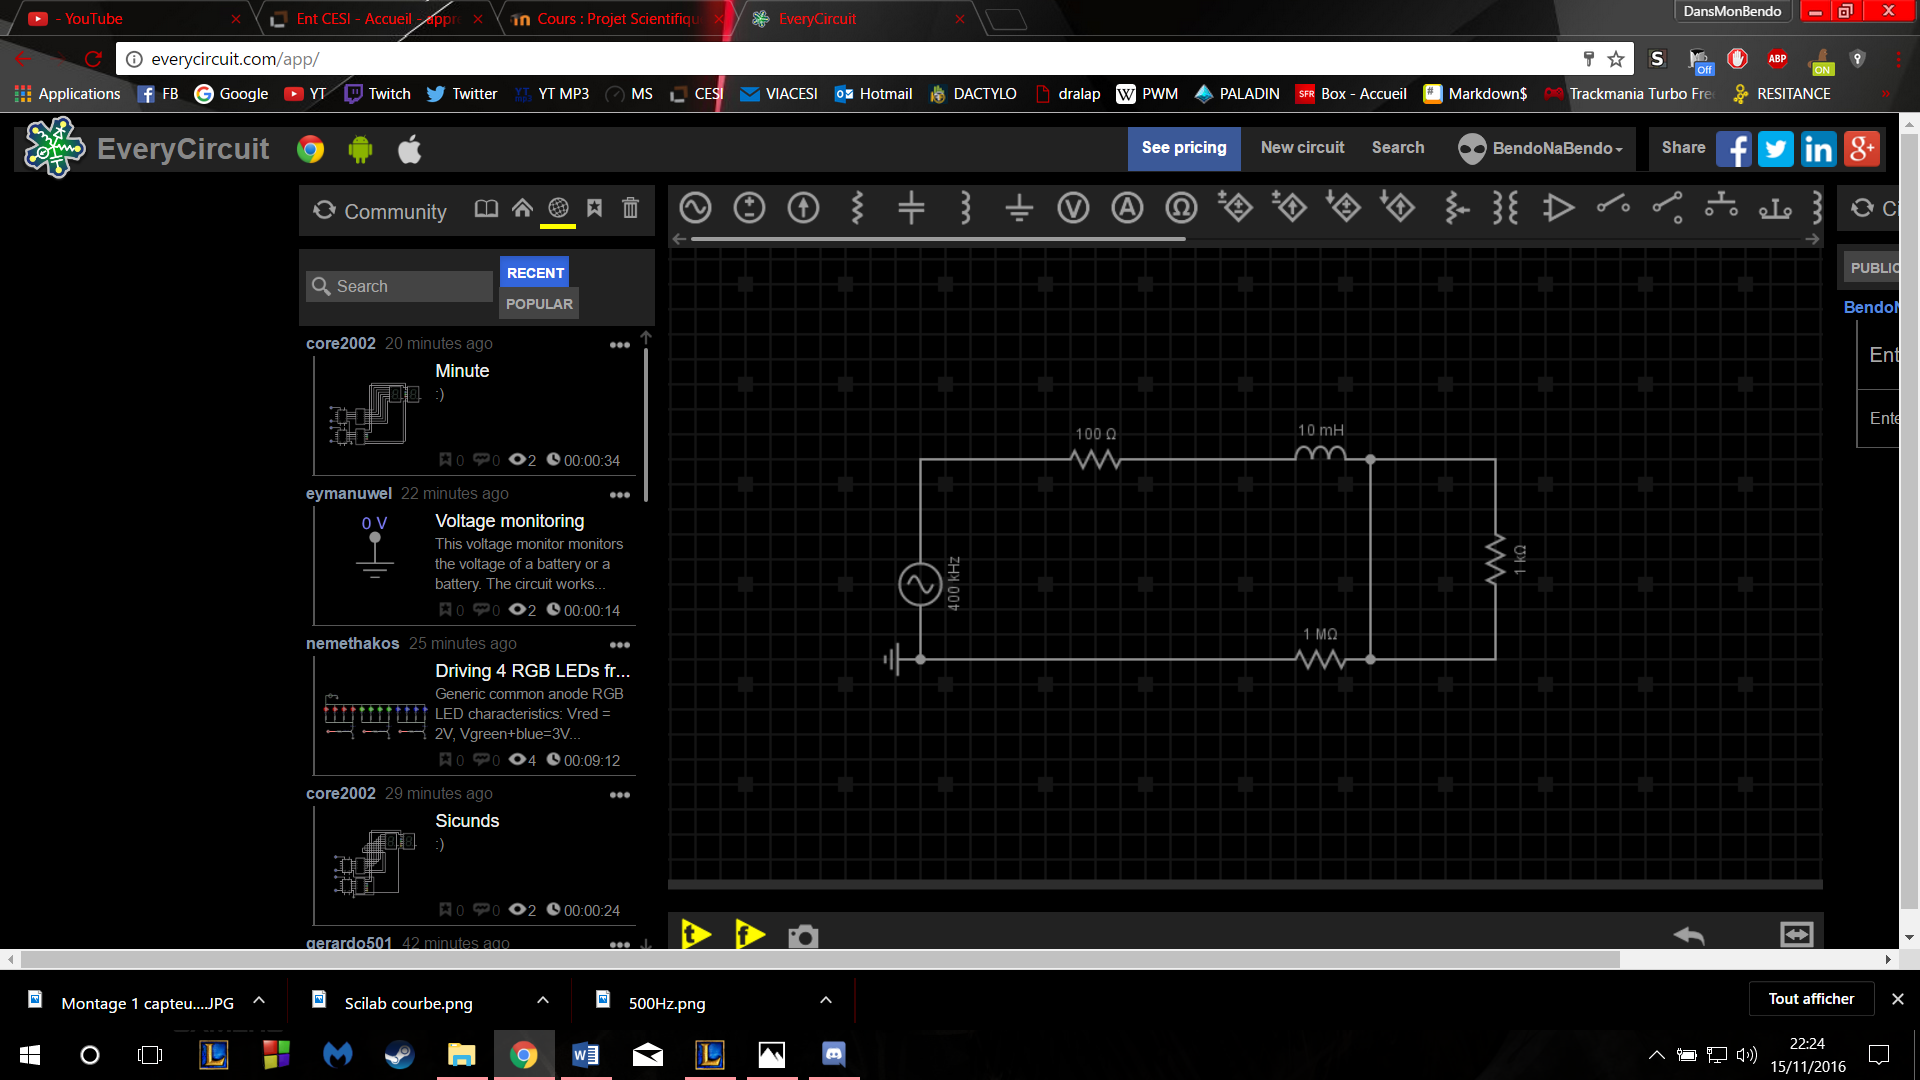 - YouTube
Ent CESI - Accueil - appr
Cours : Projet Scientifiqu
EveryCircuit
DansMonBendo
everycircuit.com/app/
S
Off
ABP
ON
Applications
FB
Google
YT
Twitch
Twitter
YT MP3
MS
CESI
VIACESI
Hotmail
DACTYLO
dralap
PWM
PALADIN
Box - Accueil
Markdown$
Trackmania Turbo Fre
RESITANCE
EveryCircuit
See pricing
New circuit
Search
BendoNaBendo
Share
Community
Ci
Search
RECENT
POPULAR
PUBLIC
BendoN
Ent
Ente
core2002 20 minutes ago
Minute
:)
0 0 2 00:00:34
eymanuwel 22 minutes ago
0 V
Voltage monitoring
This voltage monitor monitors
the voltage of a battery or a
battery. The circuit works...
0 0 2 00:00:14
nemethakos 25 minutes ago
Driving 4 RGB LEDs fr...
Generic common anode RGB
LED characteristics: Vred =
2V, Vgreen+blue=3V...
0 0 4 00:09:12
core2002 29 minutes ago
Sicunds
:)
0 0 2 00:00:24
gerardo501 42 minutes ago
100 Ω
10 mH
400 kHz
1 kΩ
1 MΩ
t
f
Montage 1 capteu....JPG
Scilab courbe.png
500Hz.png
Tout afficher
22:24
15/11/2016